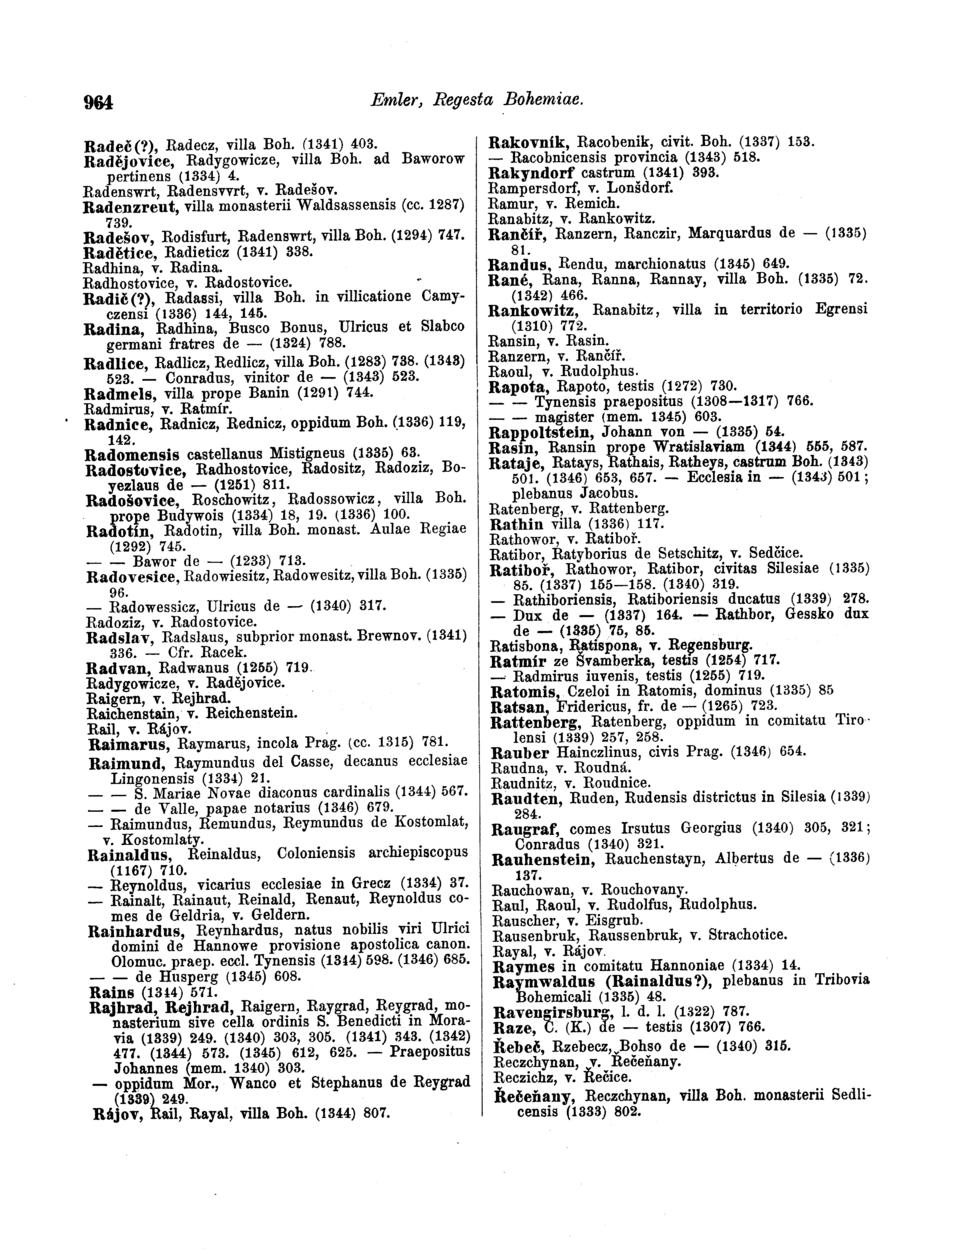 964
Emler, Regesta Bohemiae.
Radeč(?), Radecz, villa Boh. (1341) 403.
Radějovice, Radygowicze, villa Boh. ad Baworow
pertinens (1334) 4.
Radenswrt, Radensvvrt, v. Radešov.
Radenzreut, villa monasterii Waldsassensis (cc. 1287)
739.
Radešov, Rodisfurt, Radenswrt, villa Boh. (1294) 747.
Radětice, Radieticz (1341) 338.
Radhina, v. Radina.
Radhostovice, v. Radostovice.
Radič(?), Radassi, villa Boh. in villicatione Camy-
czensi (1336) 144, 145.
Radina, Radhina, Busco Bonus, Ulricus et Slabco
germani fratres de — (1324) 788.
Radlice, Radlicz, Redlicz, villa Boh. (1283) 738. (1343)
523. — Conradus, vinitor de — (1343) 523.
Radmels, villa prope Banin (1291) 744.
Radmirus, v. Ratmír.
Radnice, Radnicz, Rednicz, oppidum Boh. (1336) 119,
142.
Radomensis castellanus Mistigneus (1335) 63.
Radostovice, Radhostovice, Radositz, Radoziz, Bo-
yezlaus de — (1251) 811.
Radošovice, Roschowitz, Radossowicz, villa Boh.
prope Budywois (1334) 18, 19. (1336) 100.
Radotín, Radotin, villa Boh. monast. Aulae Regiae
(1292) 745.
— — Bawor de — (1233) 713.
Radovesice, Radowiesitz, Radowesitz, villa Boh. (1335)
96.
— Radowessicz, Ulricus de — (1340) 317.
Radoziz, v. Radostovice.
Radslav, Radslaus, subprior monast. Brewnov. (1341)
336. — Cfr. Racek.
Radvan, Radwanus (1255) 719.
Radygowicze, v. Radějovice.
Raigern, v. Rejhrad.
Raichenstain, v. Reichenstein.
Rail, v. Rájov.
Raimarus, Raymarus, incola Prag. (cc. 1315) 781.
Raimund, Raymundus del Casse, decanus ecclesiae
Lingonensis (1334) 21.
— — S. Mariae Novae diaconus cardinalis (1344) 567.
— — de Valle, papae notarius (1346) 679.
— Raimundus, Remundus, Reymundus de Kostomlat,
v. Kostomlaty.
Rainaldus, Reinaldus, Coloniensis archiepiscopus
(1167) 710.
— Reynoldus, vicarius ecclesiae in Grecz (1334) 37.
— Rainalt, Rainaut, Reinald, Renaut, Reynoldus co-
mes de Geldria, v. Geldern.
Rainhardus, Reynhardus, natus nobilis viri Ulrici
domini de Hannowe provisione apostolica canon.
Olomuc. praep. eccl. Tynensis (1344) 598. (1346) 685.
— — de Husperg (1345) 608.
Rains (1344) 571.
Rajhrad, Rejhrad, Raigern, Raygrad, Reygrad, mo-
nasterium sive cella ordinis S. Benedicti in Mora-
via (1339) 249. (1340) 303, 305. (1341) 343. (1342)
477. (1344) 573. (1345) 612, 625. — Praepositus
Johannes (mem. 1340) 303.
— oppidum Mor., Wanco et Stephanus de Reygrad
(1339) 249.
Rájov, Rail, Rayal, villa Boh. (1344) 807.
Rakovník, Racobenik, civit. Boh. (1337) 153.
— Racobnicensis provincia (1343) 518.
Rakyndorf castrum (1341) 393.
Rampersdorf, v. Lonšdorf.
Ramur, v. Remich.
Ranabitz, v. Rankowitz.
Rančíř, Ranzern, Ranczir, Marquardus de — (1335)
81.
Randus, Rendu, marchionatus (1345) 649.
Rané, Rana, Ranna, Rannay, villa Boh. (1335) 72.
(1342) 466.
Rankowitz, Ranabitz, villa in territorio Egrensi
(1310) 772.
Ransin, v. Rasin.
Ranzern, v. Rančíř.
Raoul, v. Rudolphus.
Rapota, Rapoto, testis (1272) 730.
— — Tynensis praepositus (1308—1317) 766.
— — magister (mem. 1345) 603.
Rappoltstein, Johann von — (1335) 54.
Rasín, Ransin prope Wratislaviam (1344) 555, 587.
Rataje, Ratays, Rathais, Ratheys, castrum Boh. (1343)
501. (1346) 653, 657. — Ecclesia in — (1343) 501;
plebanus Jacobus.
Ratenberg, v. Rattenberg.
Rathin villa (1336) 117.
Rathowor, v. Ratiboř.
Ratibor, Ratyborius de Setschitz, v. Sedčice.
Ratiboř, Rathowor, Ratibor, civitas Silesiae (1335)
85. (1337) 155—158. (1340) 319.
— Rathiboriensis, Ratiboriensis ducatus (1339) 278.
— Dux de — (1337) 164. — Rathbor, Gessko dux
de — (1335) 75, 85.
Ratisbona, Ratispona, v. Regensburg.
Ratmír ze Švamberka, testis (1254) 717.
— Radmirus iuvenis, testis (1255) 719.
Ratomis, Czeloi in Ratomis, dominus (1335) 85
Ratsan, Fridericus, fr. de — (1265) 723.
Rattenberg, Ratenberg, oppidum in comitatu Tiro-
lensi (1339) 257, 258.
Rauber Hainczlinus, civis Prag. (1346) 654.
Raudna, v. Roudná.
Raudnitz, v. Roudnice.
Raudten, Ruden, Rudensis districtus in Silesia (1339)
284.
Raugraf, comes Irsutus Georgius (1340) 305, 321;
Conradus (1340) 321.
Rauhenstein, Rauchenstayn, Albertus de — (1336)
137.
Rauchowan, v. Rouchovany.
Raul, Raoul, v. Rudolfus, Rudolphus.
Rauscher, v. Eisgrub.
Rausenbruk, Raussenbruk, v. Strachotice.
Rayal, v. Rájov.
Raymes in comitatu Hannoniae (1334) 14.
Raymwaldus (Rainaldus?), plebanus in Tribovia
Bohemicali (1335) 48.
Ravengirsburg, l. d. l. (1322) 787.
Raze, C. (K.) de — testis (1307) 766.
Řebeč, Rzebecz, Bohso de — (1340) 315.
Reczchynan, v. Řečeňany.
Reczichz, v. Řečice.
Řečeňany, Reczchynan, villa Boh. monasterii Sedli-
censis (1333) 802.